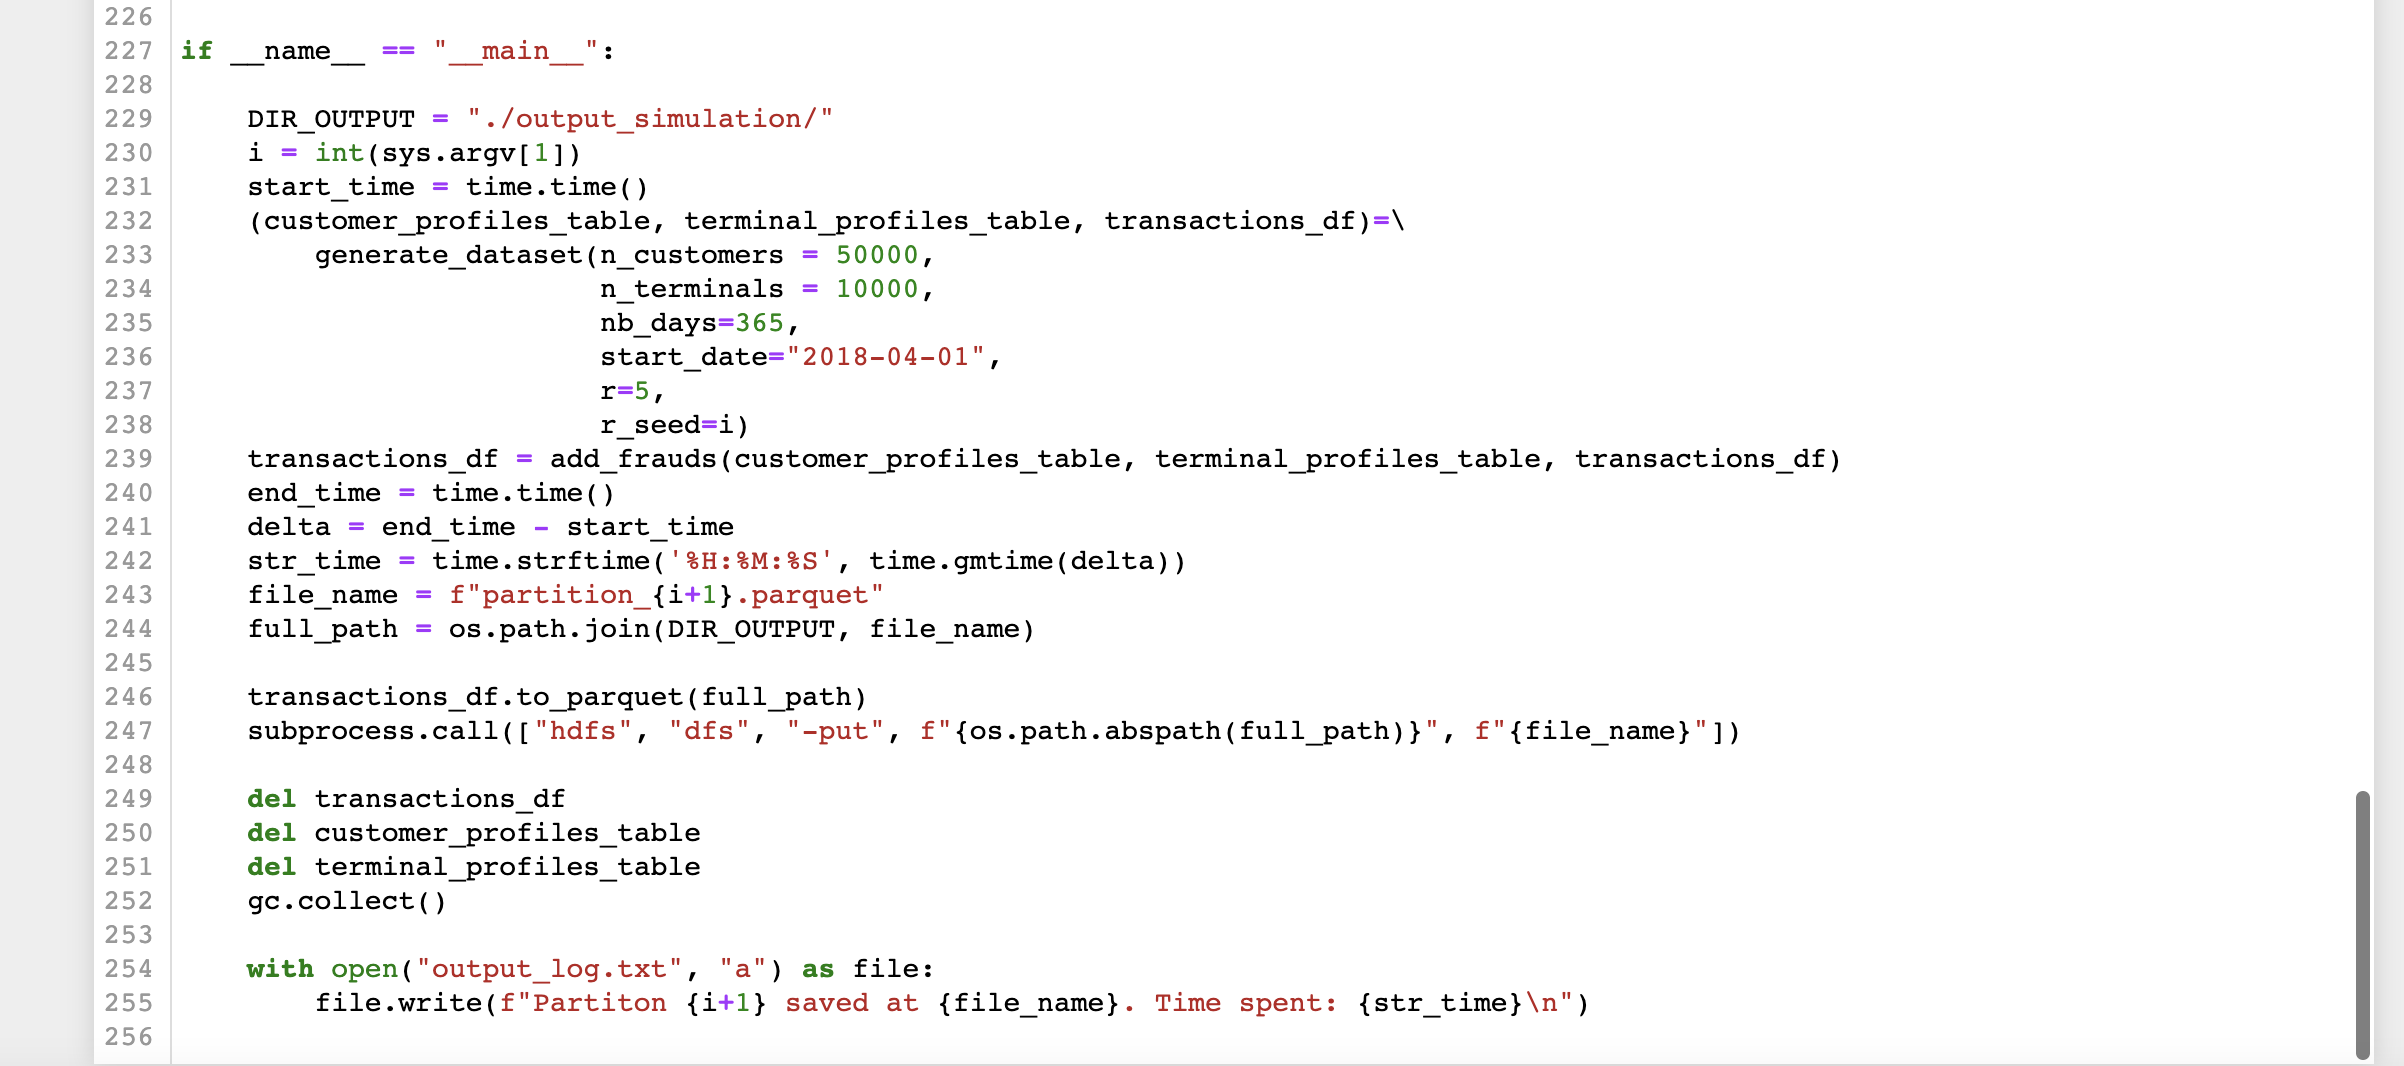 226
227 if __name__ == "__main__":
228
229     DIR_OUTPUT = "./output_simulation/"
230     i = int(sys.argv[1])
231     start_time = time.time()
232     (customer_profiles_table, terminal_profiles_table, transactions_df)=\
233         generate_dataset(n_customers = 50000,
234                          n_terminals = 10000,
235                          nb_days=365,
236                          start_date="2018-04-01",
237                          r=5,
238                          r_seed=i)
239     transactions_df = add_frauds(customer_profiles_table, terminal_profiles_table, transactions_df)
240     end_time = time.time()
241     delta = end_time - start_time
242     str_time = time.strftime('%H:%M:%S', time.gmtime(delta))
243     file_name = f"partition_{i+1}.parquet"
244     full_path = os.path.join(DIR_OUTPUT, file_name)
245
246     transactions_df.to_parquet(full_path)
247     subprocess.call(["hdfs", "dfs", "-put", f"{os.path.abspath(full_path)}", f"{file_name}"])
248
249     del transactions_df
250     del customer_profiles_table
251     del terminal_profiles_table
252     gc.collect()
253
254     with open("output_log.txt", "a") as file:
255         file.write(f"Partiton {i+1} saved at {file_name}. Time spent: {str_time}\n")
256